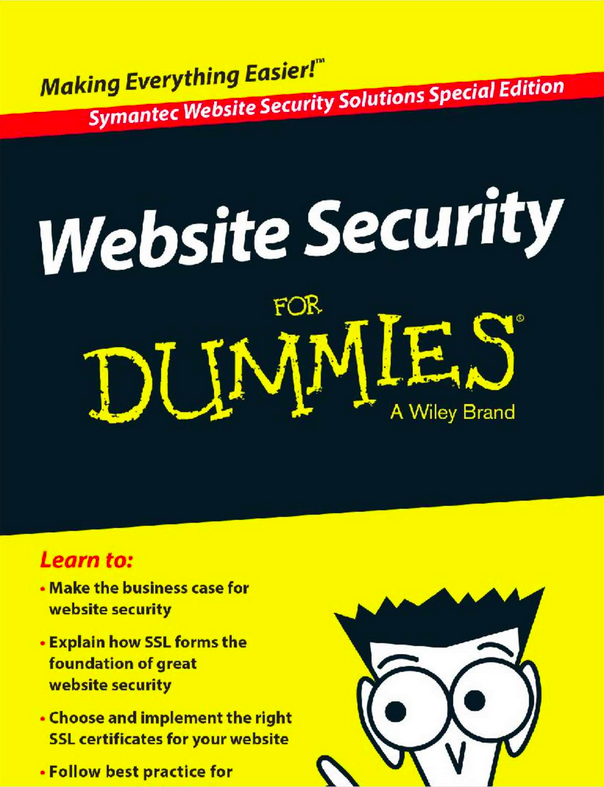 Making Everything Easier!™
Symantec Website Security Solutions Special Edition
Website Security
FOR
DUMMIES®
A Wiley Brand
Learn to:
• Make the business case for
website security
• Explain how SSL forms the
foundation of great
website security
• Choose and implement the right
SSL certificates for your website
• Follow best practice for